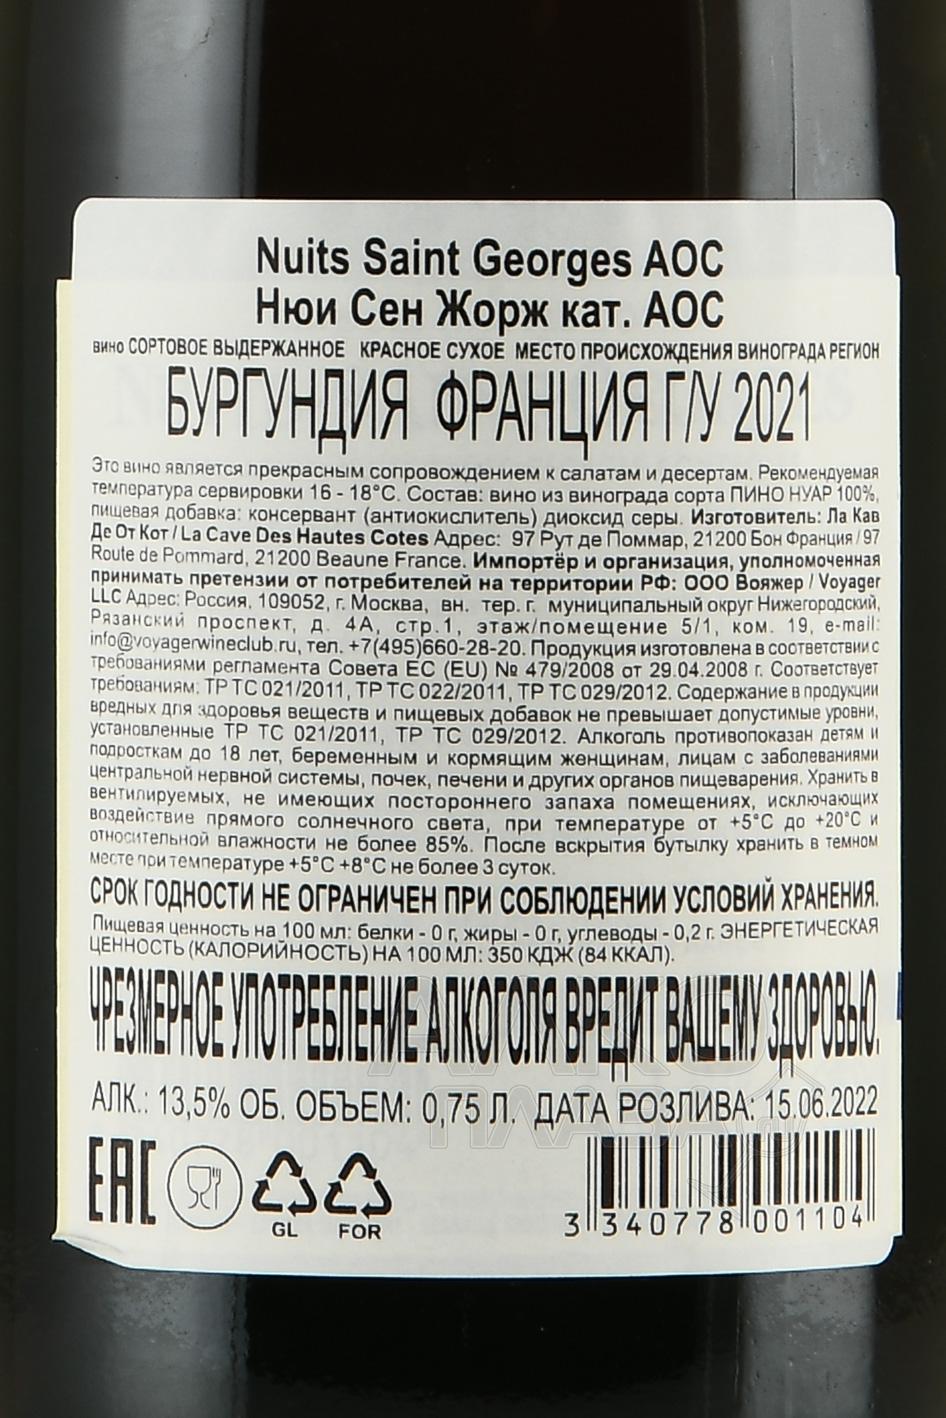 Nuits Saint Georges AOC
Нюи Сен Жорж кат. АОС
вино СОРТОВОЕ ВЫДЕРЖАННОЕ КРАСНОЕ СУХОЕ МЕСТО ПРОИСХОЖДЕНИЯ ВИНОГРАДА РЕГИОН
БУРГУНДИЯ ФРАНЦИЯ Г/У 2021
Это вино является прекрасным сопровождением к салатам и десертам. Рекомендуемая
температура сервировки 16 - 18°С. Состав: вино из винограда сорта ПИНО НУАР 100%,
пищевая добавка: консервант (антиокислитель) диоксид серы. Изготовитель: Ла Кав
Де От Кот / La Cave Des Hautes Cotes Адрес: 97 Рут де Поммар, 21200 Бон Франция / 97
Route de Pommard, 21200 Beaune France. Импортёр и организация, уполномоченная
принимать претензии от потребителей на территории РФ: ООО Вояжер / Voyager
LLC Адрес: Россия, 109052, г. Москва, вн. тер. г. муниципальный округ Нижегородский,
Рязанский проспект, д. 4А, стр.1, этаж/помещение 5/1, ком. 19, e-mail:
info@voyagerwineclub.ru, тел. +7(495)660-28-20. Продукция изготовлена в соответствии с
требованиями регламента Совета ЕС (EU) № 479/2008 от 29.04.2008 г. Соответствует
требованиям: ТР ТС 021/2011, ТР ТС 022/2011, ТР ТС 029/2012. Содержание в продукции
вредных для здоровья веществ и пищевых добавок не превышает допустимые уровни,
установленные ТР ТС 021/2011, ТР ТС 029/2012. Алкоголь противопоказан детям и
подросткам до 18 лет, беременным и кормящим женщинам, лицам с заболеваниями
центральной нервной системы, почек, печени и других органов пищеварения. Хранить в
вентилируемых, не имеющих постороннего запаха помещениях, исключающих
воздействие прямого солнечного света, при температуре от +5°С до +20°С и
относительной влажности не более 85%. После вскрытия бутылку хранить в темном
месте при температуре +5°С +8°С не более 3 суток.
СРОК ГОДНОСТИ НЕ ОГРАНИЧЕН ПРИ СОБЛЮДЕНИИ УСЛОВИЙ ХРАНЕНИЯ.
Пищевая ценность на 100 мл: белки - 0 г, жиры - 0 г, углеводы - 0,2 г. ЭНЕРГЕТИЧЕСКАЯ
ЦЕННОСТЬ (КАЛОРИЙНОСТЬ) НА 100 МЛ: 350 КДЖ (84 ККАЛ).
ЧРЕЗМЕРНОЕ УПОТРЕБЛЕНИЕ АЛКОГОЛЯ ВРЕДИТ ВАШЕМУ ЗДОРОВЬЮ.
АЛК.: 13,5% ОБ. ОБЪЕМ: 0,75 Л. ДАТА РОЗЛИВА: 15.06.2022
EAC
GL FOR
3 340778 001104